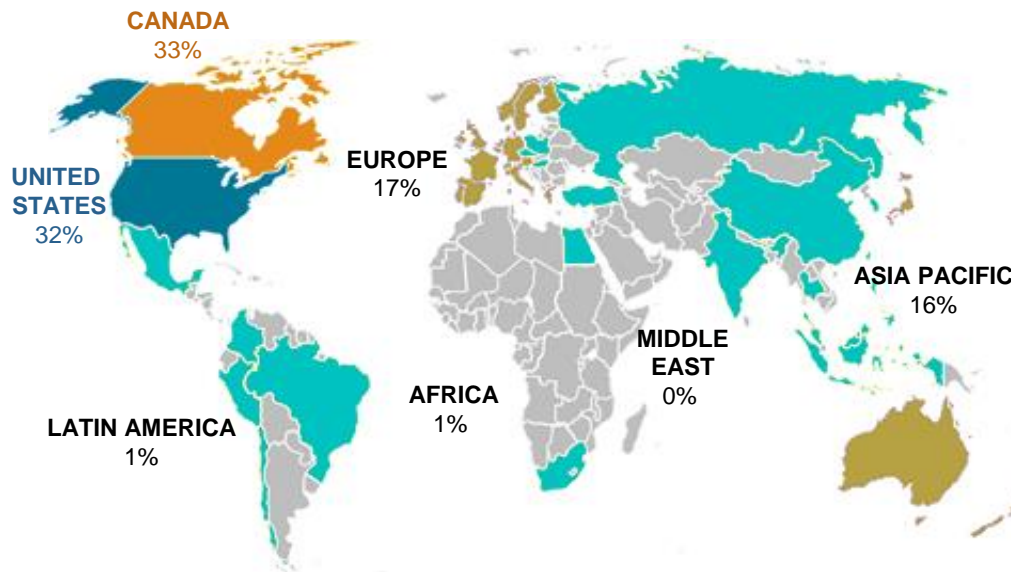 CANADA
33%
EUROPE
17%
UNITED
STATES
32%
ASIA PACIFIC
16%
MIDDLE
EAST
0%
AFRICA
1%
LATIN AMERICA
1%